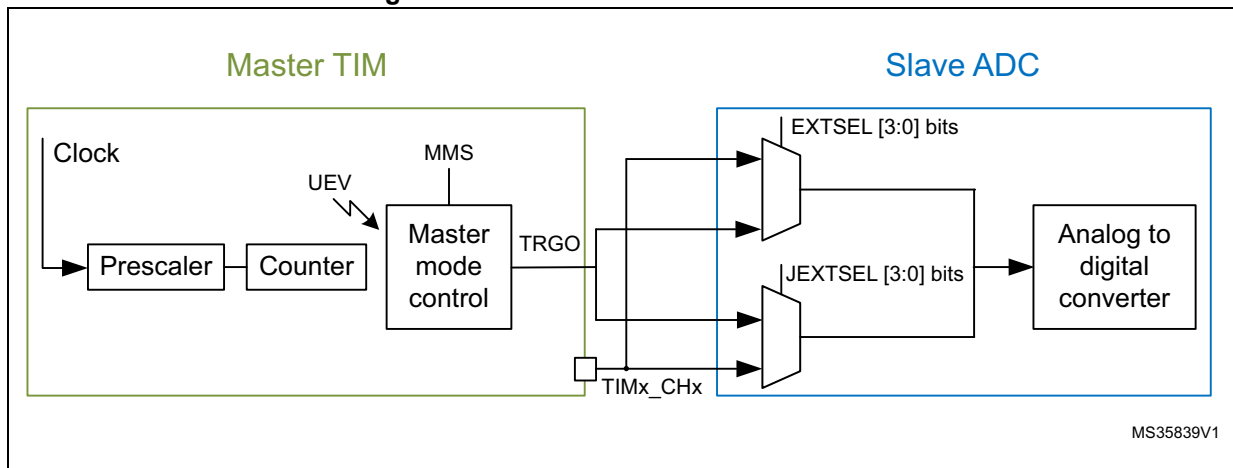 Master TIM
Slave ADC
Clock
UEV
MMS
Prescaler
Counter
Master
mode
control
TRGO
TIMx_CHx
EXTSEL [3:0] bits
JEXTSEL [3:0] bits
Analog to
digital
converter
MS35839V1